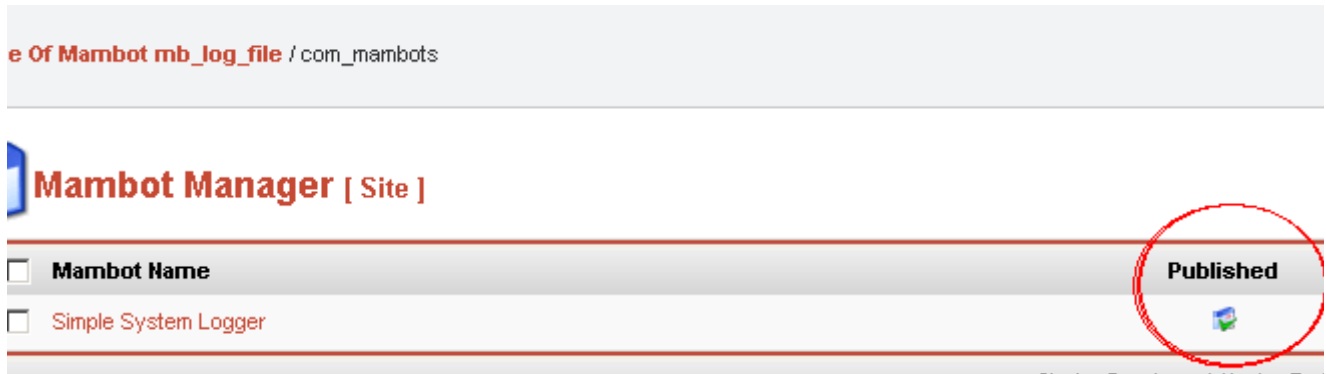 e Of Mambot mb_log_file / com_mambots
Mambot Manager [ Site ]
Mambot Name Published
Simple System Logger